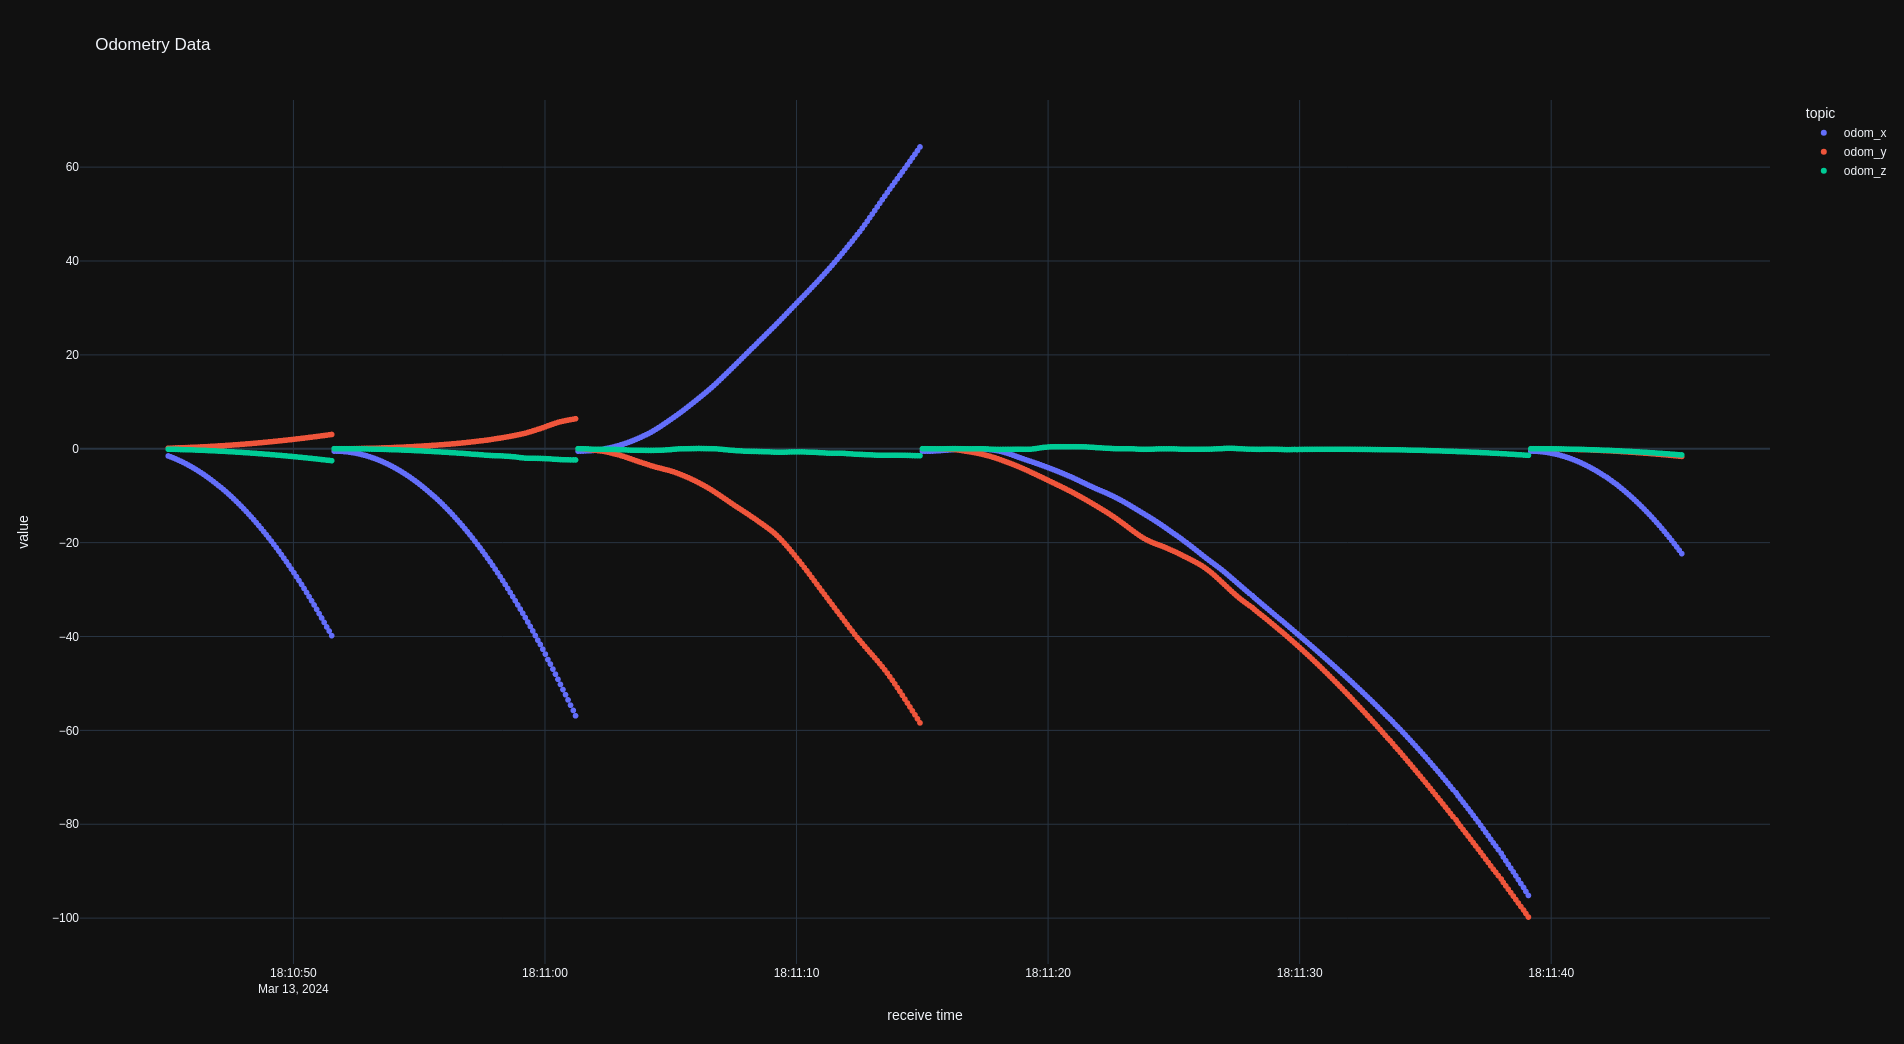 Odometry Data
topic
odom_x
odom_y
odom_z
60
40
20
0
−20
−40
−60
−80
−100
value
18:10:50
Mar 13, 2024
18:11:00
18:11:10
18:11:20
18:11:30
18:11:40
receive time